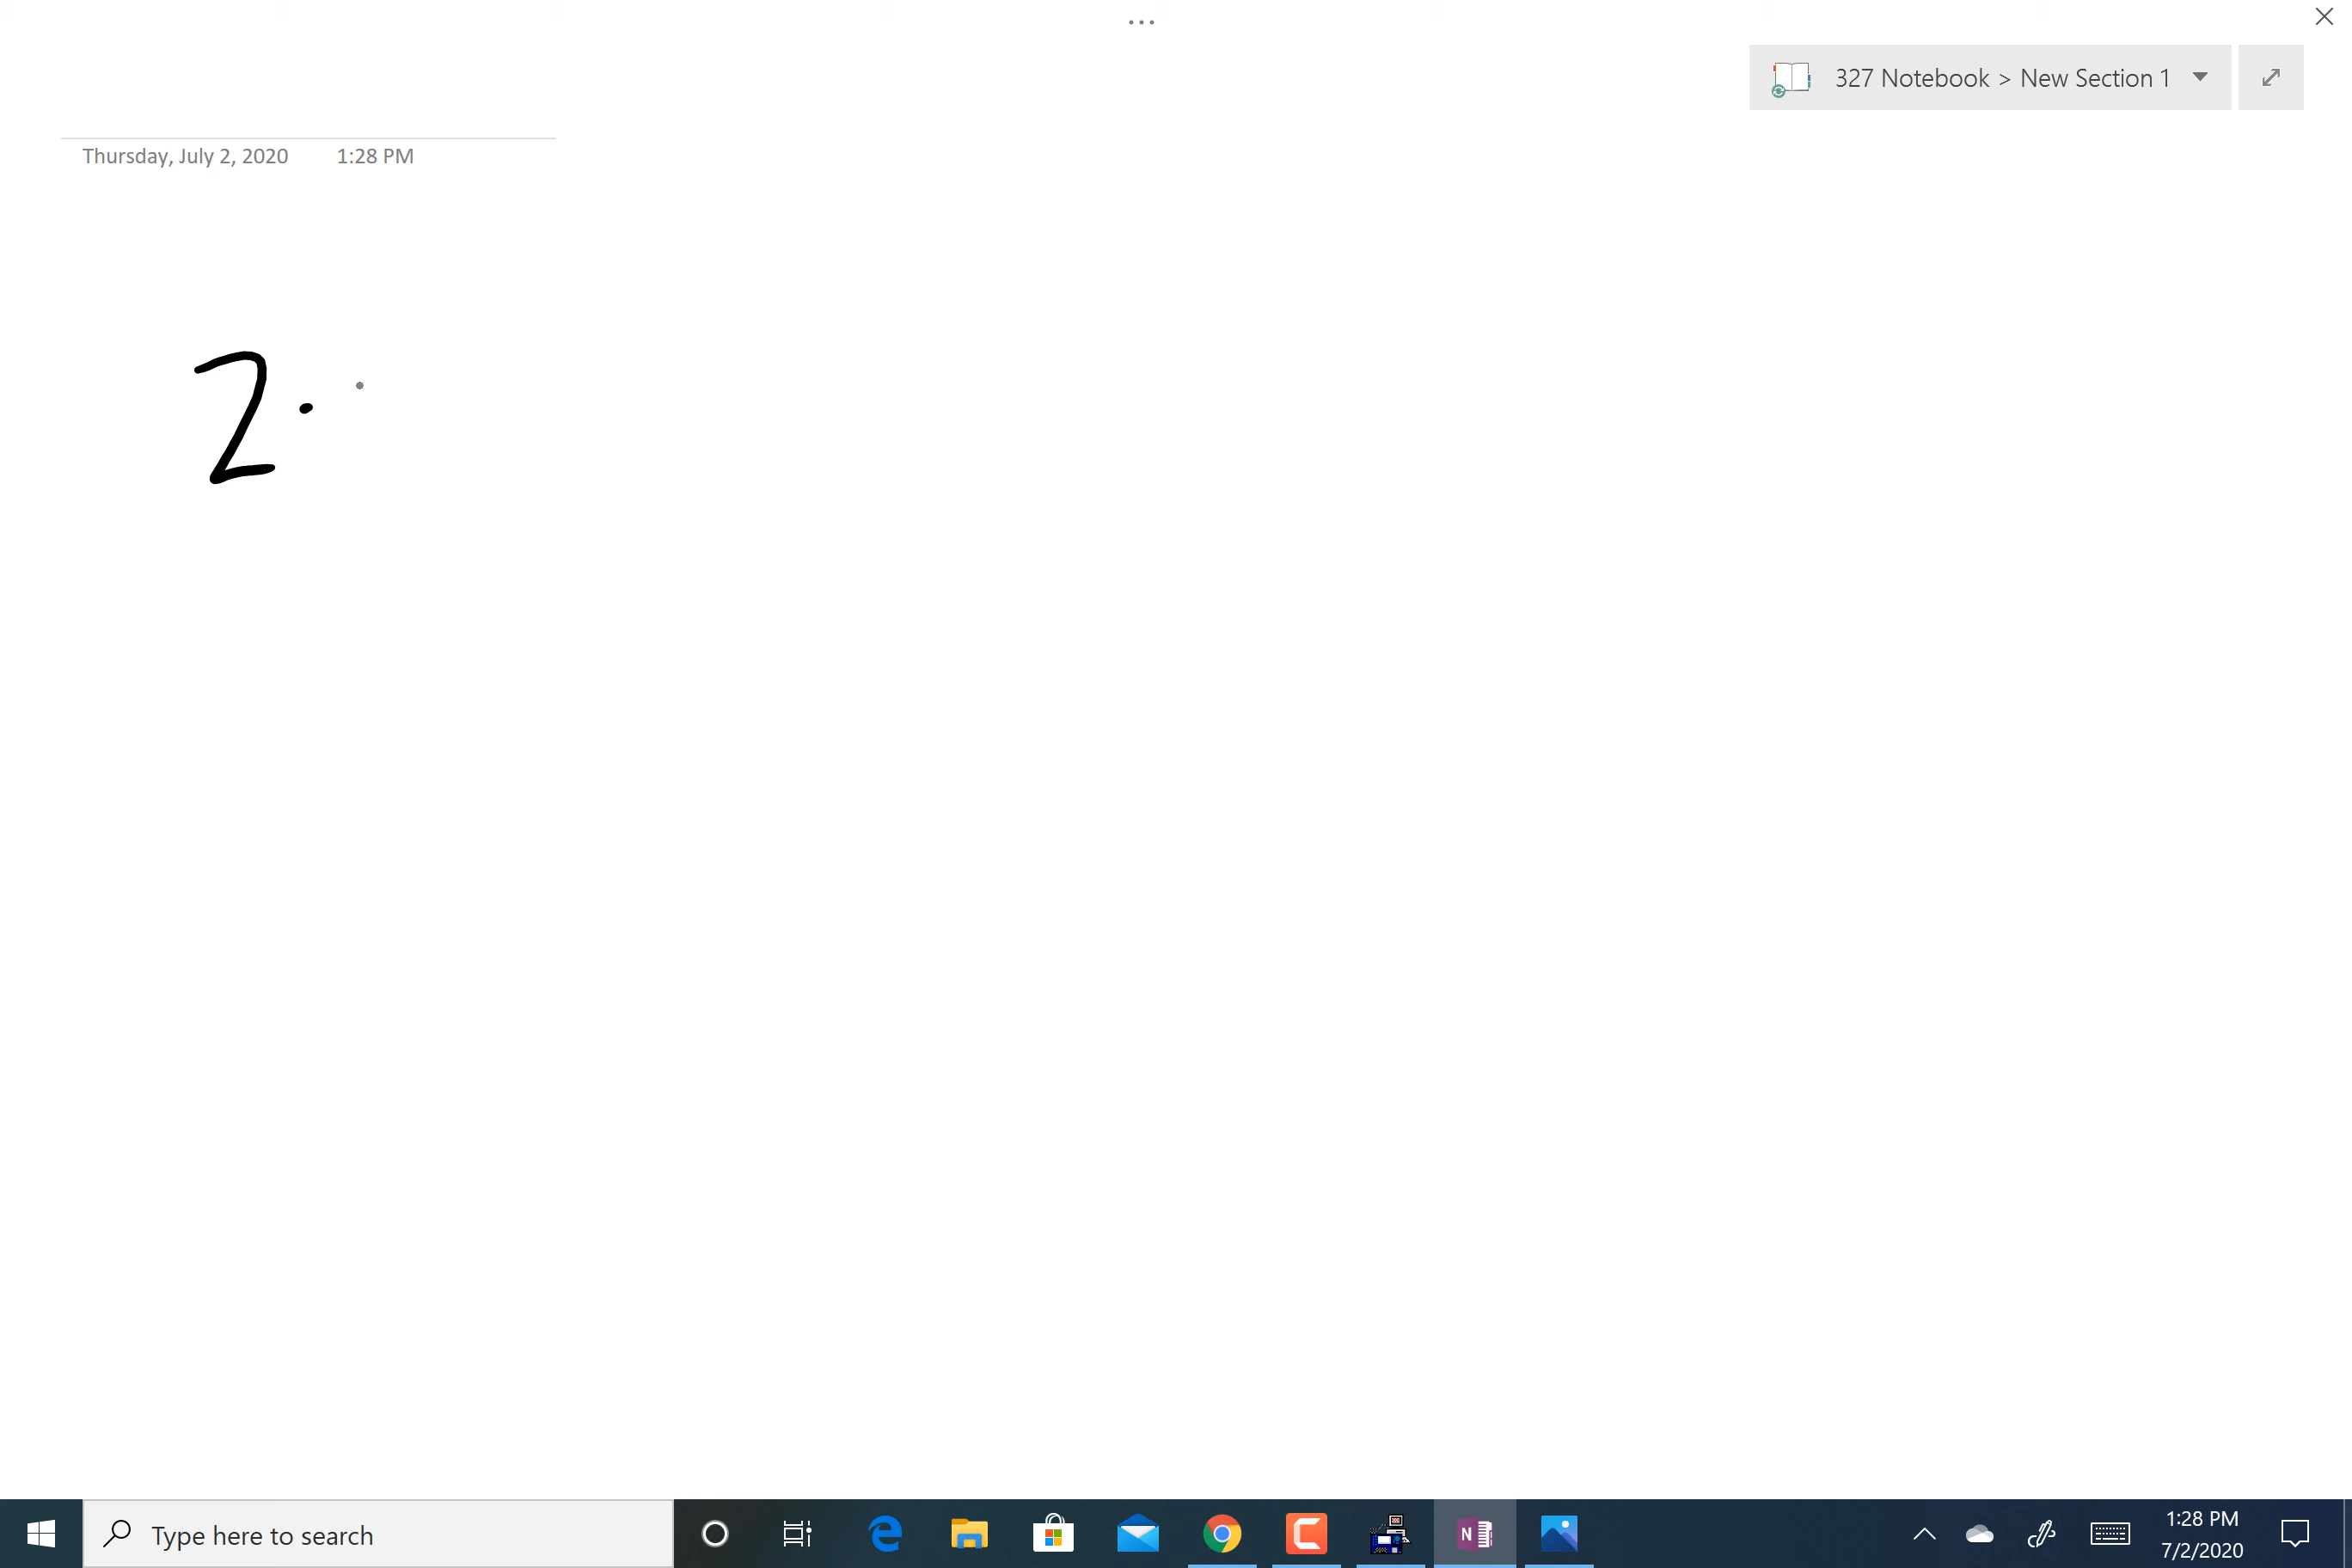 327 Notebook > New Section 1
Thursday, July 2, 2020 1:28 PM
2·
Type here to search
1:28 PM
7/2/2020